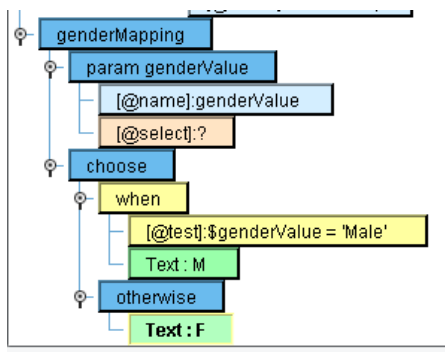 genderMapping
param genderValue
[@name]:genderValue
[@select]:?
choose
when
[@test]:$genderValue = 'Male'
Text : M
otherwise
Text : F